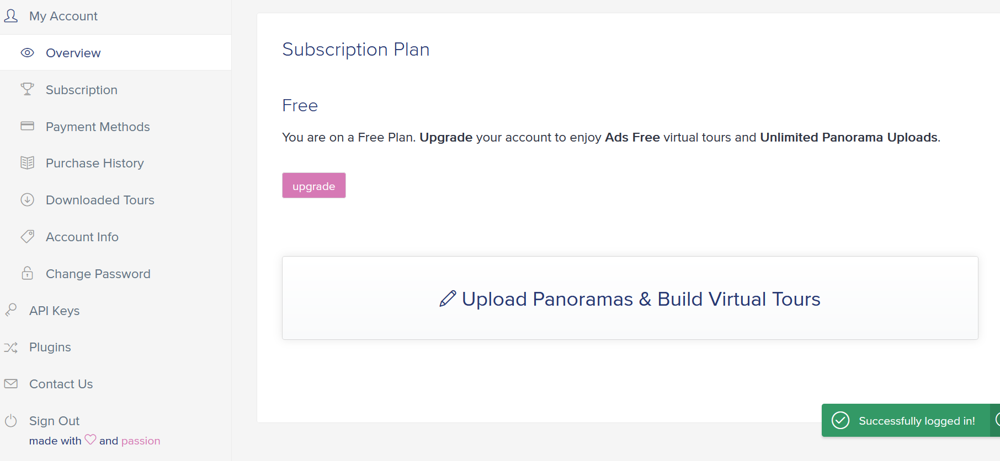 My Account
Overview
Subscription
Payment Methods
Purchase History
Downloaded Tours
Account Info
Change Password
API Keys
Plugins
Contact Us
Sign Out
made with and passion
Subscription Plan
Free
You are on a Free Plan. Upgrade your account to enjoy Ads Free virtual tours and Unlimited Panorama Uploads.
upgrade
Upload Panoramas & Build Virtual Tours
Successfully logged in!